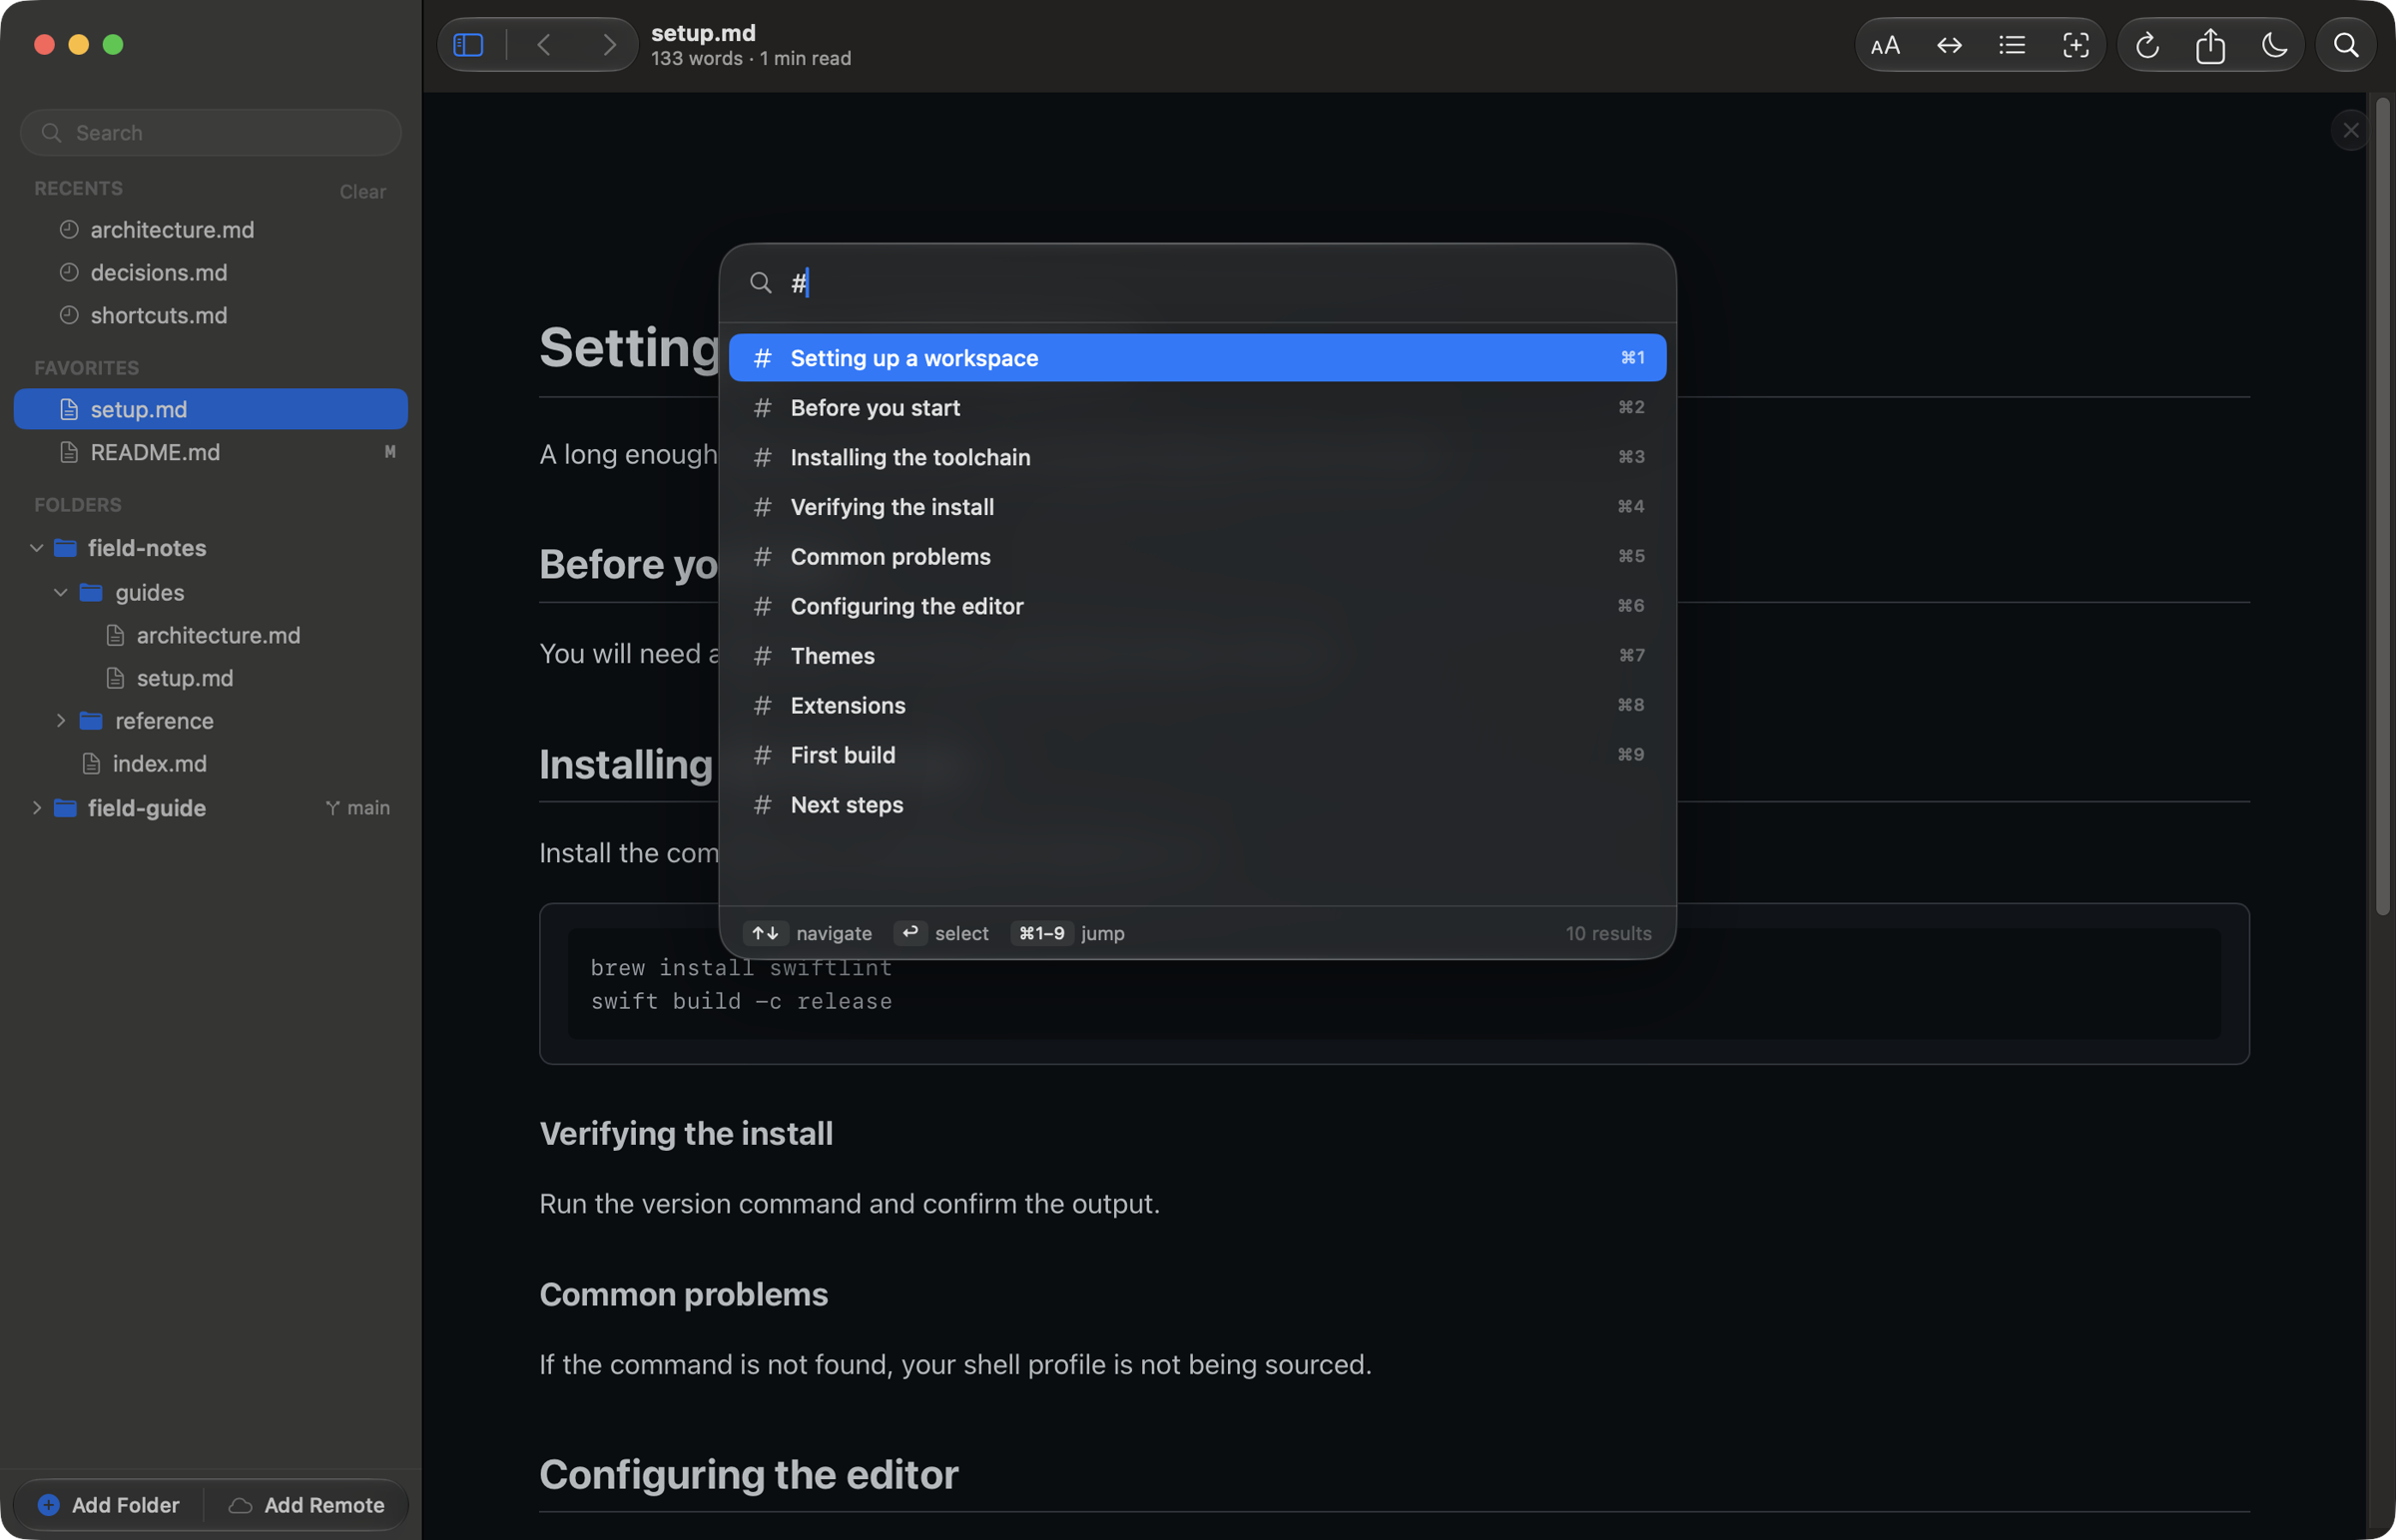 setup.md
133 words · 1 min read
AA
Search
RECENTS
Clear
architecture.md
decisions.md
shortcuts.md
FAVORITES
setup.md
README.md
M
FOLDERS
field-notes
guides
architecture.md
setup.md
reference
index.md
field-guide
main
Add Folder
Add Remote
#
# Setting up a workspace ⌘1
# Before you start ⌘2
# Installing the toolchain ⌘3
# Verifying the install ⌘4
# Common problems ⌘5
# Configuring the editor ⌘6
# Themes ⌘7
# Extensions ⌘8
# First build ⌘9
# Next steps
↑↓ navigate ↩ select ⌘1–9 jump
10 results
Setting
A long enough
Before yo
You will need a
Installing
Install the com
brew install swiftlint
swift build -c release
Verifying the install
Run the version command and confirm the output.
Common problems
If the command is not found, your shell profile is not being sourced.
Configuring the editor